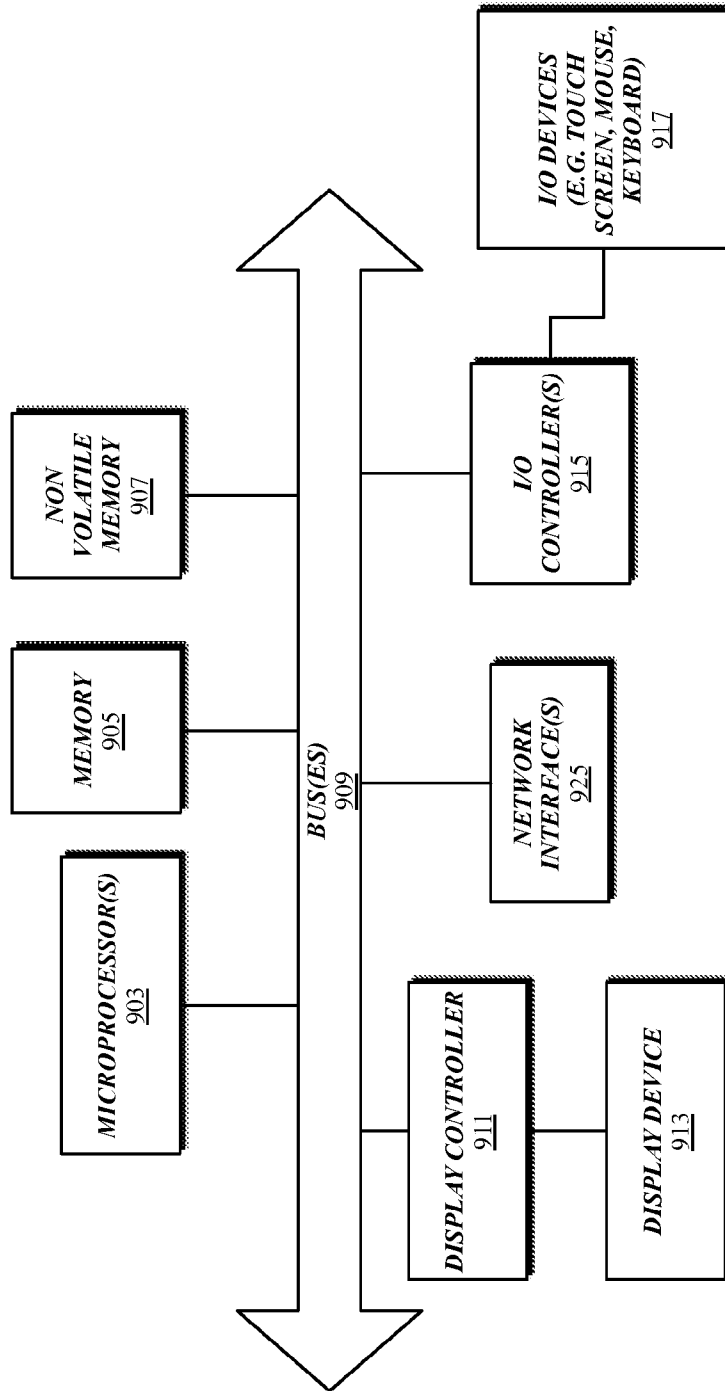 MICROPROCESSOR(S)
903
MEMORY
905
NON
VOLATILE
MEMORY
907
BUS(ES)
909
DISPLAY CONTROLLER
911
DISPLAY DEVICE
913
NETWORK
INTERFACE(S)
925
I/O
CONTROLLER(S)
915
I/O DEVICES
(E.G. TOUCH
SCREEN, MOUSE,
KEYBOARD)
917